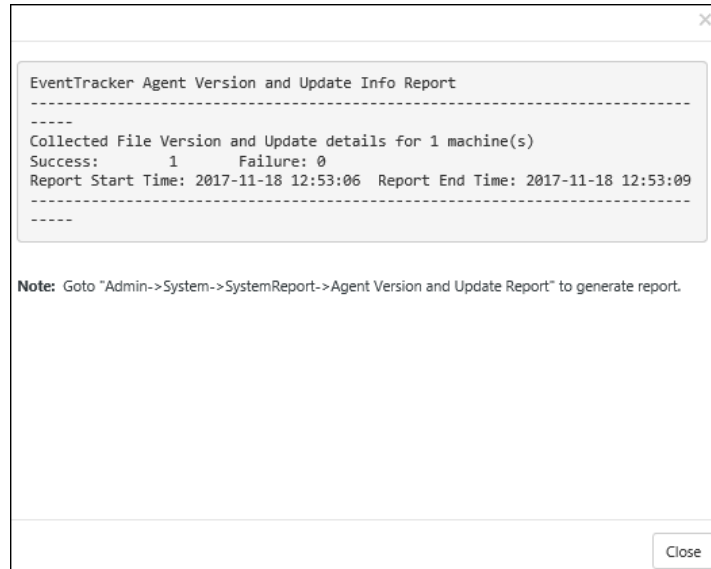 ×
EventTracker Agent Version and Update Info Report
----------------------------------------------------------------------------
-----
Collected File Version and Update details for 1 machine(s)
Success:        1       Failure: 0
Report Start Time: 2017-11-18 12:53:06  Report End Time: 2017-11-18 12:53:09
----------------------------------------------------------------------------
-----
Note: Goto "Admin->System->SystemReport->Agent Version and Update Report" to generate report.
Close